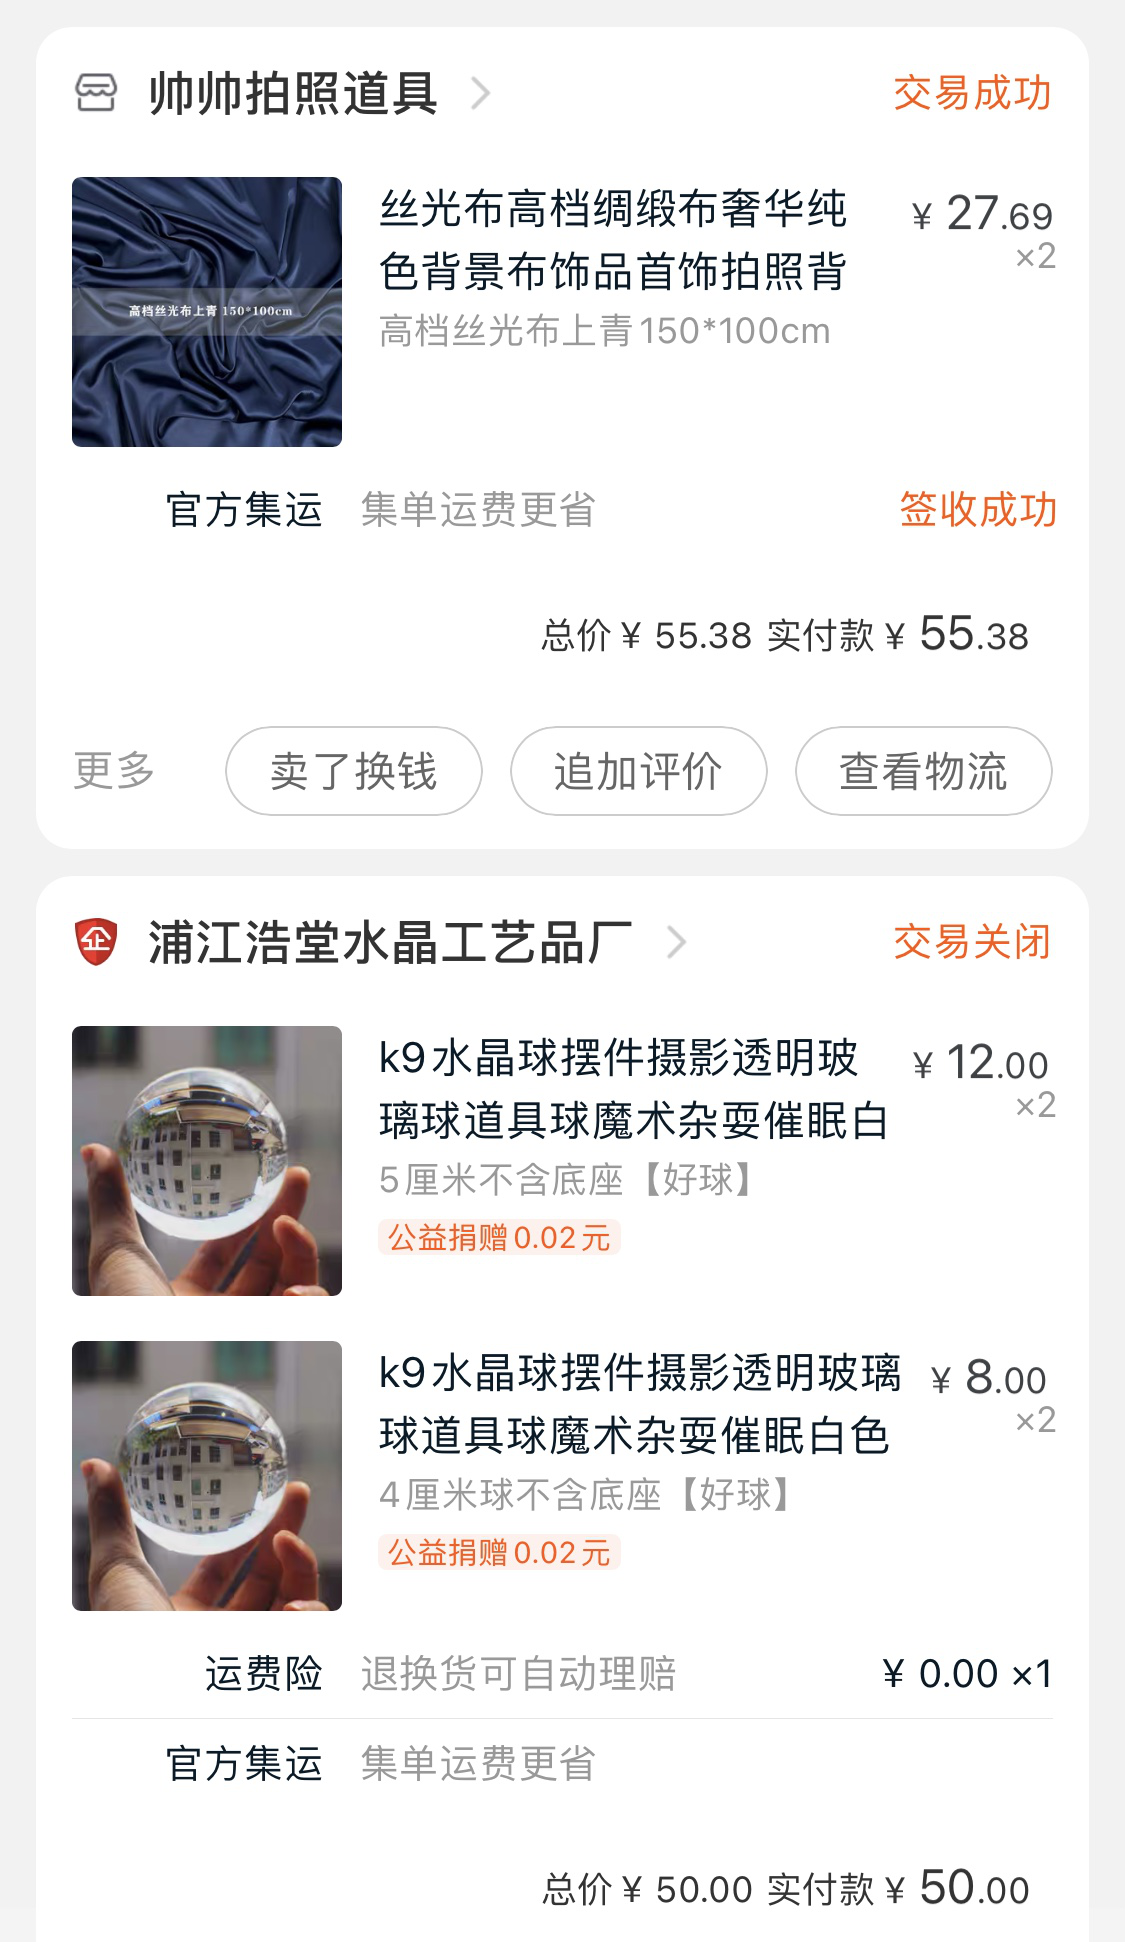 帅帅拍照道具
交易成功
丝光布高档绸缎布奢华纯
¥ 27.69
色背景布饰品首饰拍照背
×2
高档丝光布上青150*100cm
高档丝光布上青 150*100cm
官方集运 集单运费更省 签收成功
总价¥ 55.38 实付款¥ 55.38
更多 卖了换钱 追加评价 查看物流
企 浦江浩堂水晶工艺品厂
交易关闭
k9水晶球摆件摄影透明玻
¥ 12.00
璃球道具球魔术杂耍催眠白
×2
5厘米不含底座【好球】
公益捐赠0.02元
k9水晶球摆件摄影透明玻璃
¥ 8.00
球道具球魔术杂耍催眠白色
×2
4厘米球不含底座【好球】
公益捐赠0.02元
运费险 退换货可自动理赔 ¥ 0.00 ×1
官方集运 集单运费更省
总价¥ 50.00 实付款¥ 50.00